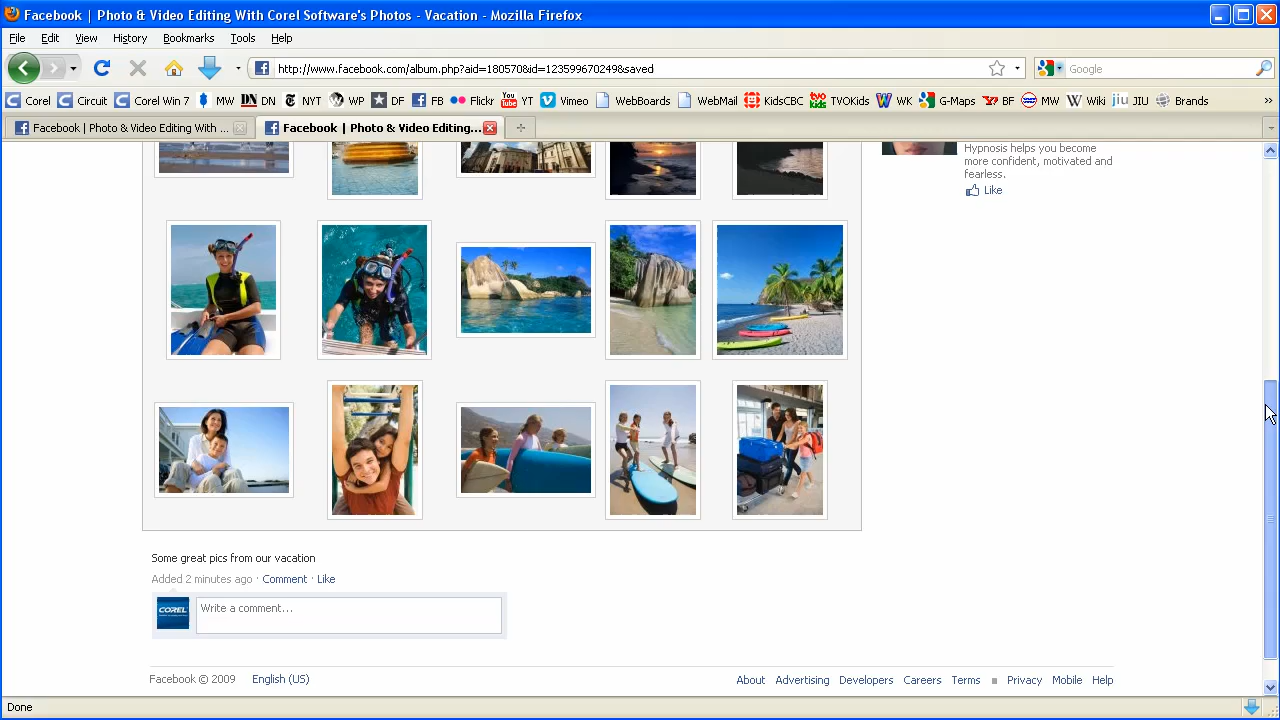 Facebook | Photo & Video Editing With Corel Software's Photos - Vacation - Mozilla Firefox
File Edit View History Bookmarks Tools Help
http://www.facebook.com/album.php?aid=180570&id=123599670249&saved
Google
Corel Circuit Corel Win 7 MW DN NYT WP DF FB Flickr YT Vimeo WebBoards WebMail KidsCBC TVOKids WK G-Maps BF MW Wiki JIU Brands »
Facebook | Photo & Video Editing With ...
Facebook | Photo & Video Editing...
Hypnosis helps you become
more confident, motivated and
fearless.
Like
Some great pics from our vacation
Added 2 minutes ago · Comment · Like
COREL
Write a comment...
Facebook © 2009 English (US)
About Advertising Developers Careers Terms ■ Privacy Mobile Help
Done